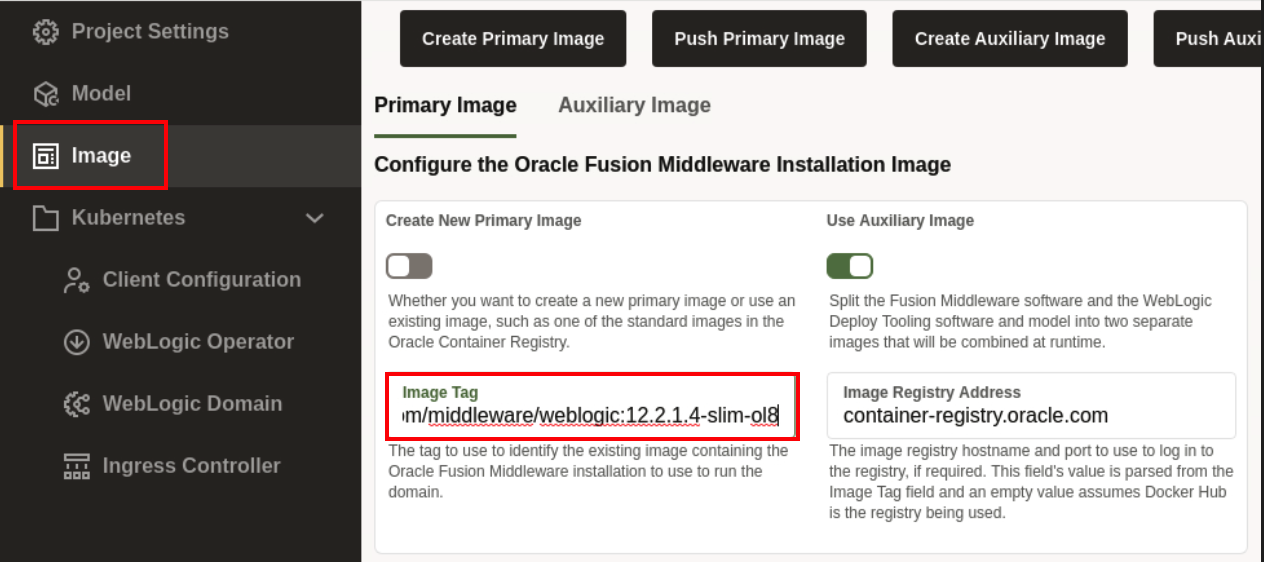 Project Settings
Model
Image
Kubernetes
Client Configuration
WebLogic Operator
WebLogic Domain
Ingress Controller
Create Primary Image
Push Primary Image
Create Auxiliary Image
Push Auxi
Primary Image
Auxiliary Image
Configure the Oracle Fusion Middleware Installation Image
Create New Primary Image
Whether you want to create a new primary image or use an
existing image, such as one of the standard images in the
Oracle Container Registry.
Use Auxiliary Image
Split the Fusion Middleware software and the WebLogic
Deploy Tooling software and model into two separate
images that will be combined at runtime.
Image Tag
om/middleware/weblogic:12.2.1.4-slim-ol8
The tag to use to identify the existing image containing the
Oracle Fusion Middleware installation to use to run the
domain.
Image Registry Address
container-registry.oracle.com
The image registry hostname and port to use to log in to
the registry, if required. This field's value is parsed from the
Image Tag field and an empty value assumes Docker Hub
is the registry being used.